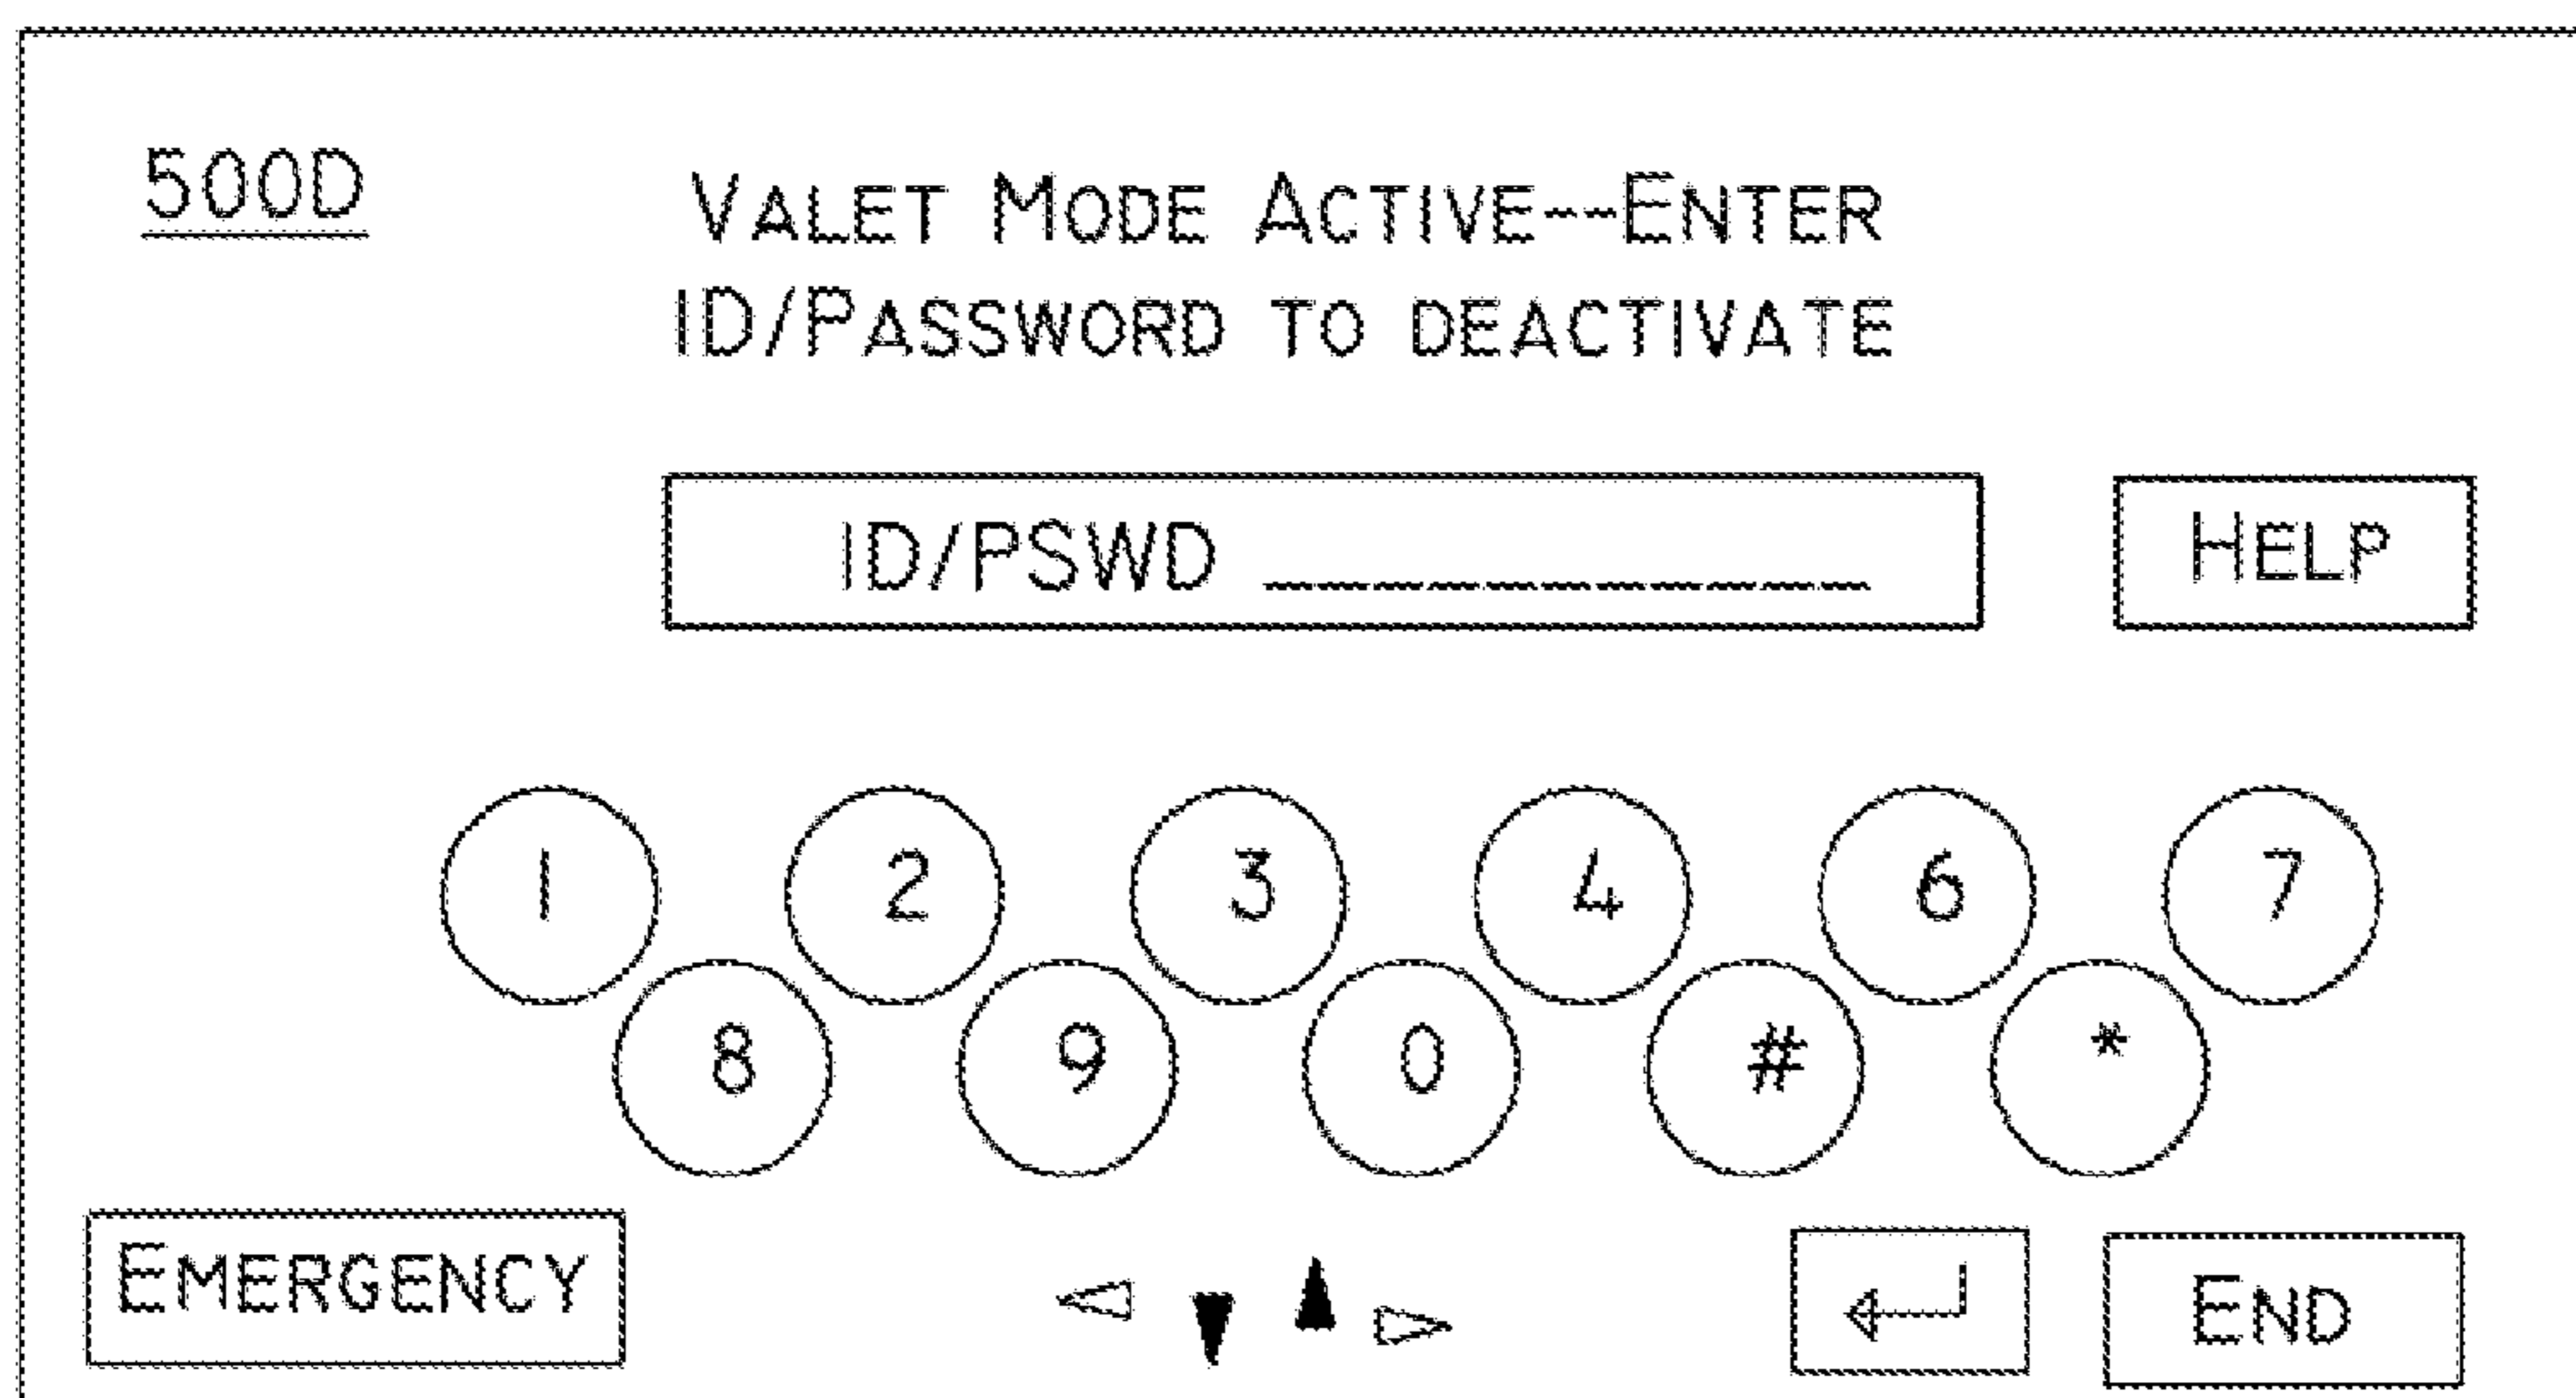 500D
VALET MODE ACTIVE--ENTER
ID/PASSWORD TO DEACTIVATE
ID/PSWD ___________
HELP
1 2 3 4 6 7
8 9 0 # *
EMERGENCY
END